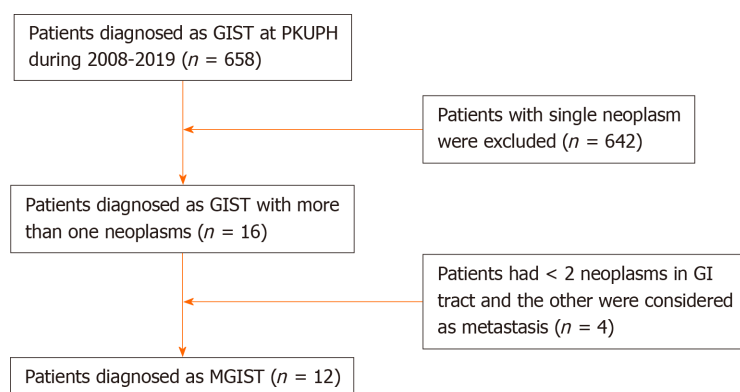 Patients diagnosed as GIST at PKUPH
during 2008-2019 (n = 658)
Patients with single neoplasm
were excluded (n = 642)
Patients diagnosed as GIST with more
than one neoplasms (n = 16)
Patients had < 2 neoplasms in GI
tract and the other were considered
as metastasis (n = 4)
Patients diagnosed as MGIST (n = 12)